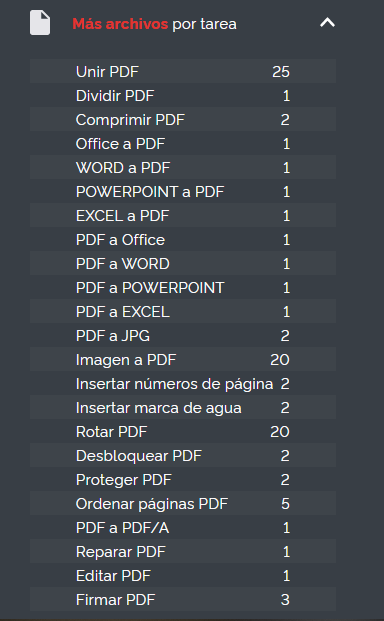 Más archivos por tarea
Unir PDF 25
Dividir PDF 1
Comprimir PDF 2
Office a PDF 1
WORD a PDF 1
POWERPOINT a PDF 1
EXCEL a PDF 1
PDF a Office 1
PDF a WORD 1
PDF a POWERPOINT 1
PDF a EXCEL 1
PDF a JPG 2
Imagen a PDF 20
Insertar números de página 2
Insertar marca de agua 2
Rotar PDF 20
Desbloquear PDF 2
Proteger PDF 2
Ordenar páginas PDF 5
PDF a PDF/A 1
Reparar PDF 1
Editar PDF 1
Firmar PDF 3